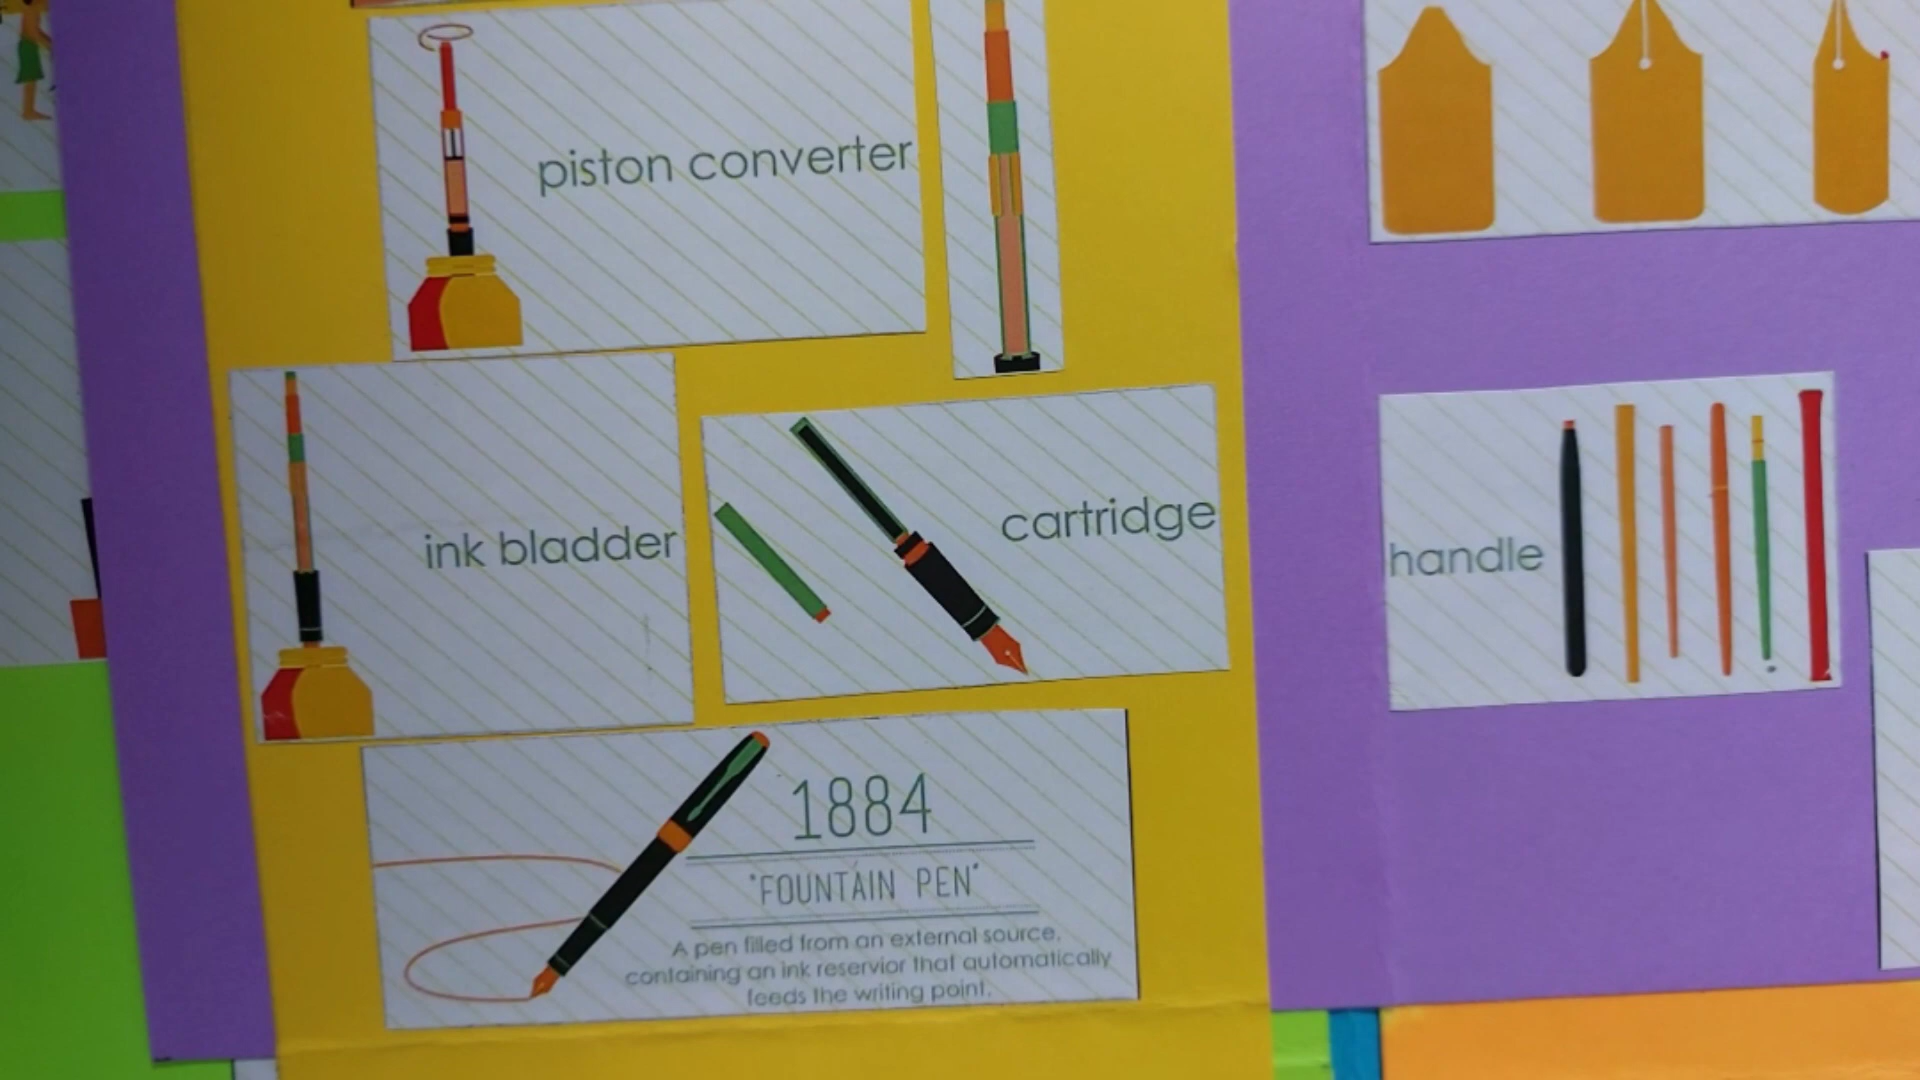 piston converter
ink bladder
cartridge
handle
1884
"FOUNTAIN PEN"
A pen filled from an external source,
containing an ink reservior that automatically
feeds the writing point.